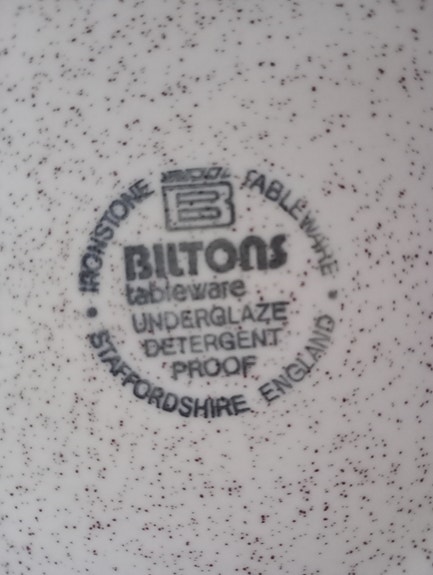 IRONSTONE TABLEWARE
B
BILTONS
tableware
UNDERGLAZE
DETERGENT
PROOF
STAFFORDSHIRE ENGLAND